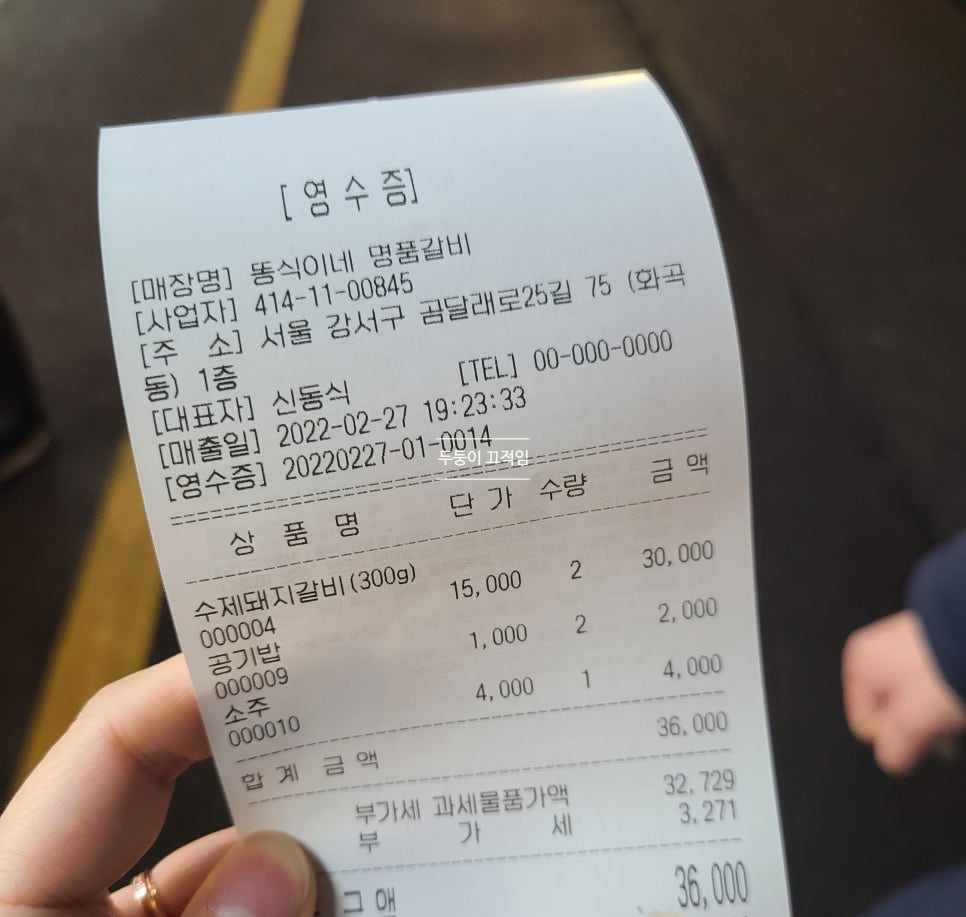 [ 영 수 증]
[매장명] 똥식이네 명품갈비
[사업자] 414-11-00845
[주 소] 서울 강서구 곰달래로25길 75 (화곡
동) 1층
[대표자] 신동식 [TEL] 00-000-0000
[매출일] 2022-02-27 19:23:33
[영수증] 20220227-01-0014
두둥이 끄적임
상 품 명 단 가 수량 금 액
수제돼지갈비(300g) 15,000 2 30,000
000004
공기밥 1,000 2 2,000
000009
소주 4,000 1 4,000
000010
합 계 금 액 36,000
부가세 과세물품가액 32,729
부 가 세 3,271
36,000